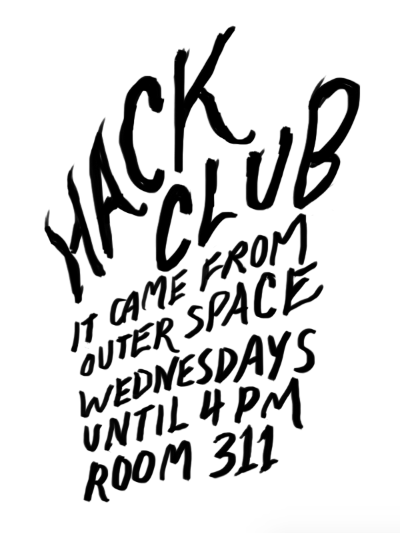 HACK
CLUB
IT CAME FROM
OUTER SPACE
WEDNESDAYS
UNTIL 4 PM
ROOM 311